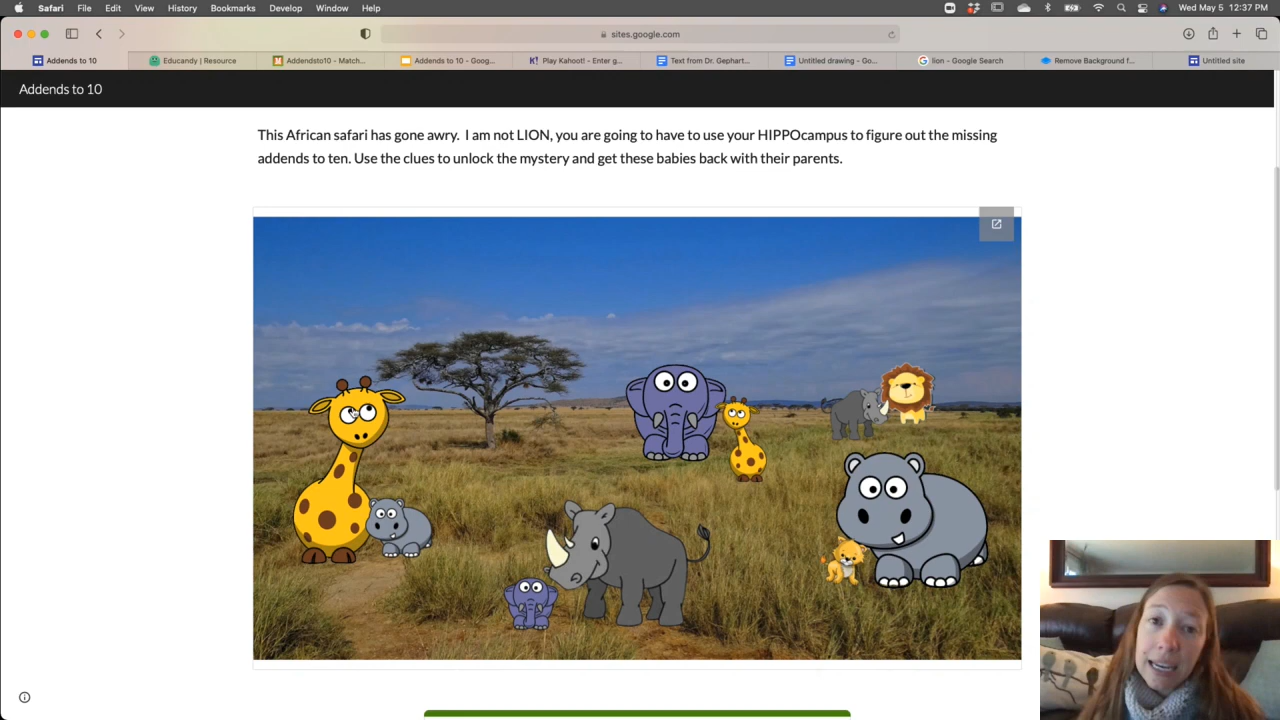 Safari File Edit View History Bookmarks Develop Window Help Wed May 5 12:37 PM
sites.google.com
Addends to 10 Educandy | Resource Addendsto10 - Match... Addends to 10 - Goog... Play Kahoot! - Enter g... Text from Dr. Gephart... Untitled drawing - Go... lion - Google Search Remove Background f... Untitled site
Addends to 10
This African safari has gone awry. I am not LION, you are going to have to use your HIPPOcampus to figure out the missing
addends to ten. Use the clues to unlock the mystery and get these babies back with their parents.